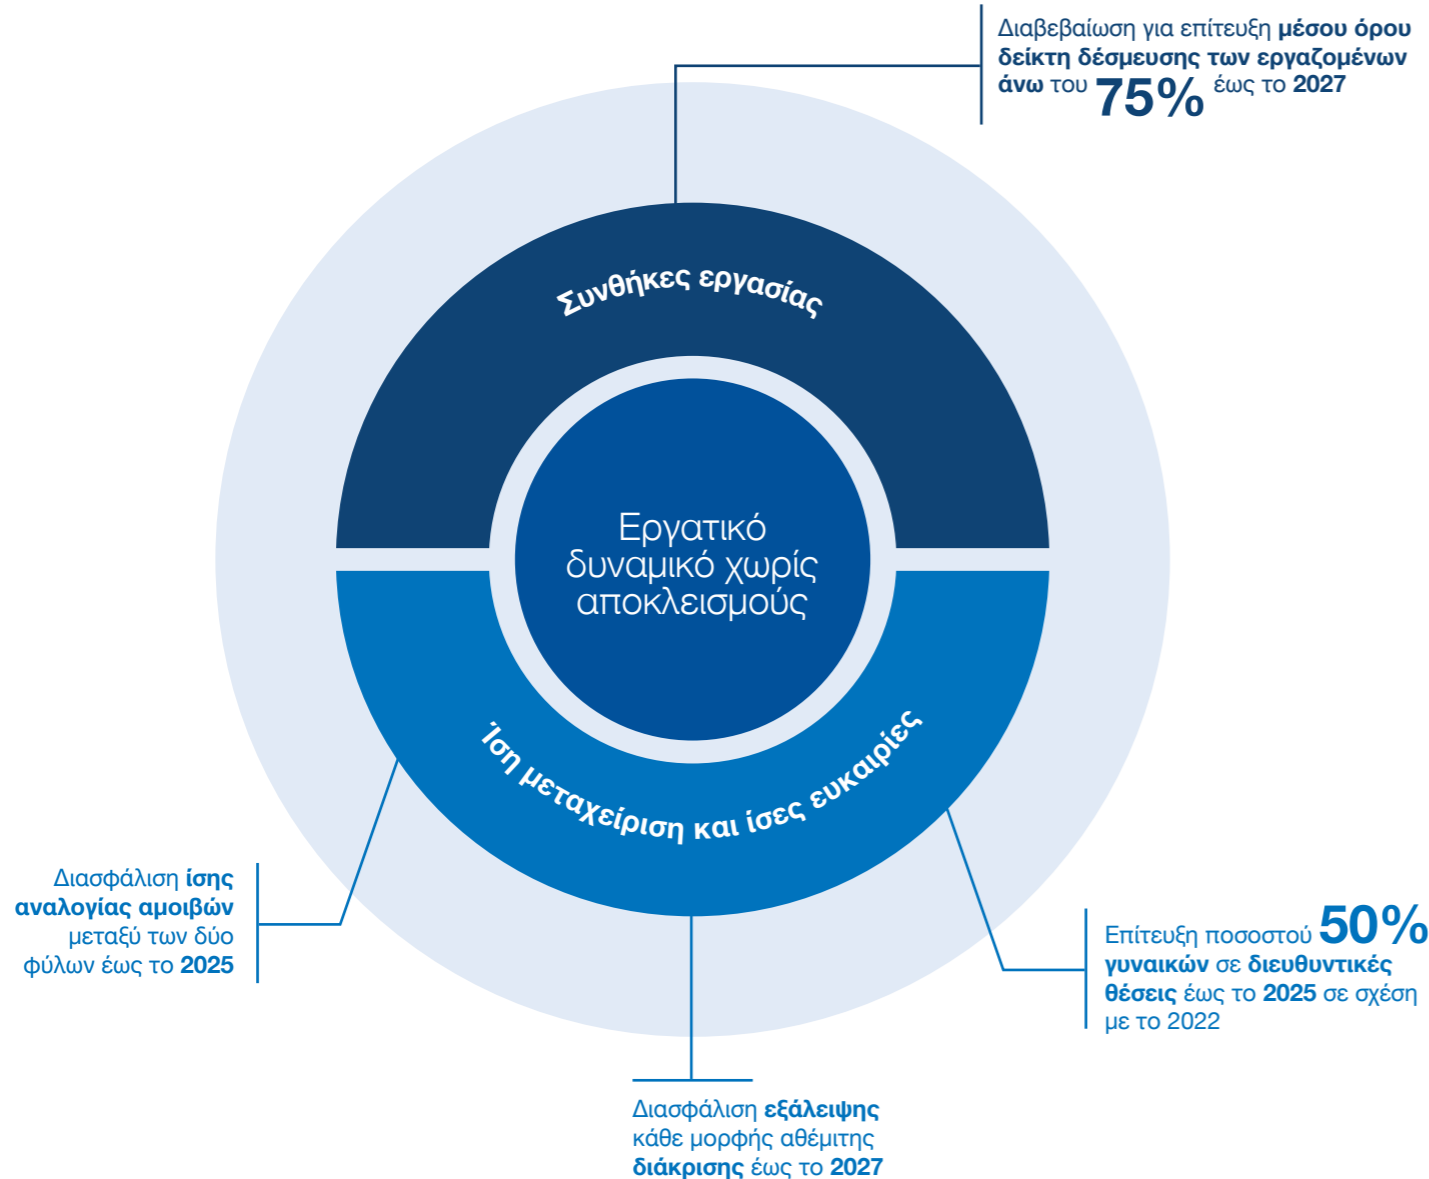 Διαβεβαίωση για επίτευξη μέσου όρου
δείκτη δέσμευσης των εργαζομένων
άνω του 75% έως το 2027
Συνθήκες εργασίας
Εργατικό
δυναμικό χωρίς
αποκλεισμούς
Ίση μεταχείριση και ίσες ευκαιρίες
Διασφάλιση ίσης
αναλογίας αμοιβών
μεταξύ των δύο
φύλων έως το 2025
Επίτευξη ποσοστού 50%
γυναικών σε διευθυντικές
θέσεις έως το 2025 σε σχέση
με το 2022
Διασφάλιση εξάλειψης
κάθε μορφής αθέμιτης
διάκρισης έως το 2027